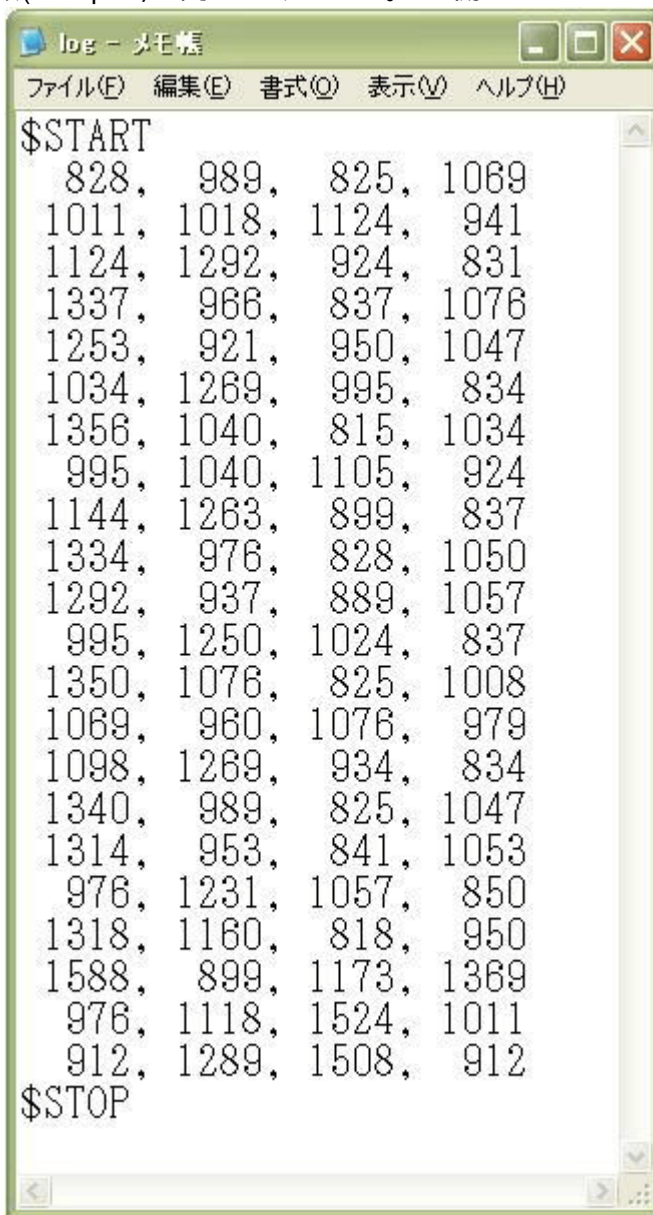 log - メモ帳
ファイル(F) 編集(E) 書式(O) 表示(V) ヘルプ(H)
$START
828, 989, 825, 1069
1011, 1018, 1124, 941
1124, 1292, 924, 831
1337, 966, 837, 1076
1253, 921, 950, 1047
1034, 1269, 995, 834
1356, 1040, 815, 1034
995, 1040, 1105, 924
1144, 1263, 899, 837
1334, 976, 828, 1050
1292, 937, 889, 1057
995, 1250, 1024, 837
1350, 1076, 825, 1008
1069, 960, 1076, 979
1098, 1269, 934, 834
1340, 989, 825, 1047
1314, 953, 841, 1053
976, 1231, 1057, 850
1318, 1160, 818, 950
1588, 899, 1173, 1369
976, 1118, 1524, 1011
912, 1289, 1508, 912
$STOP